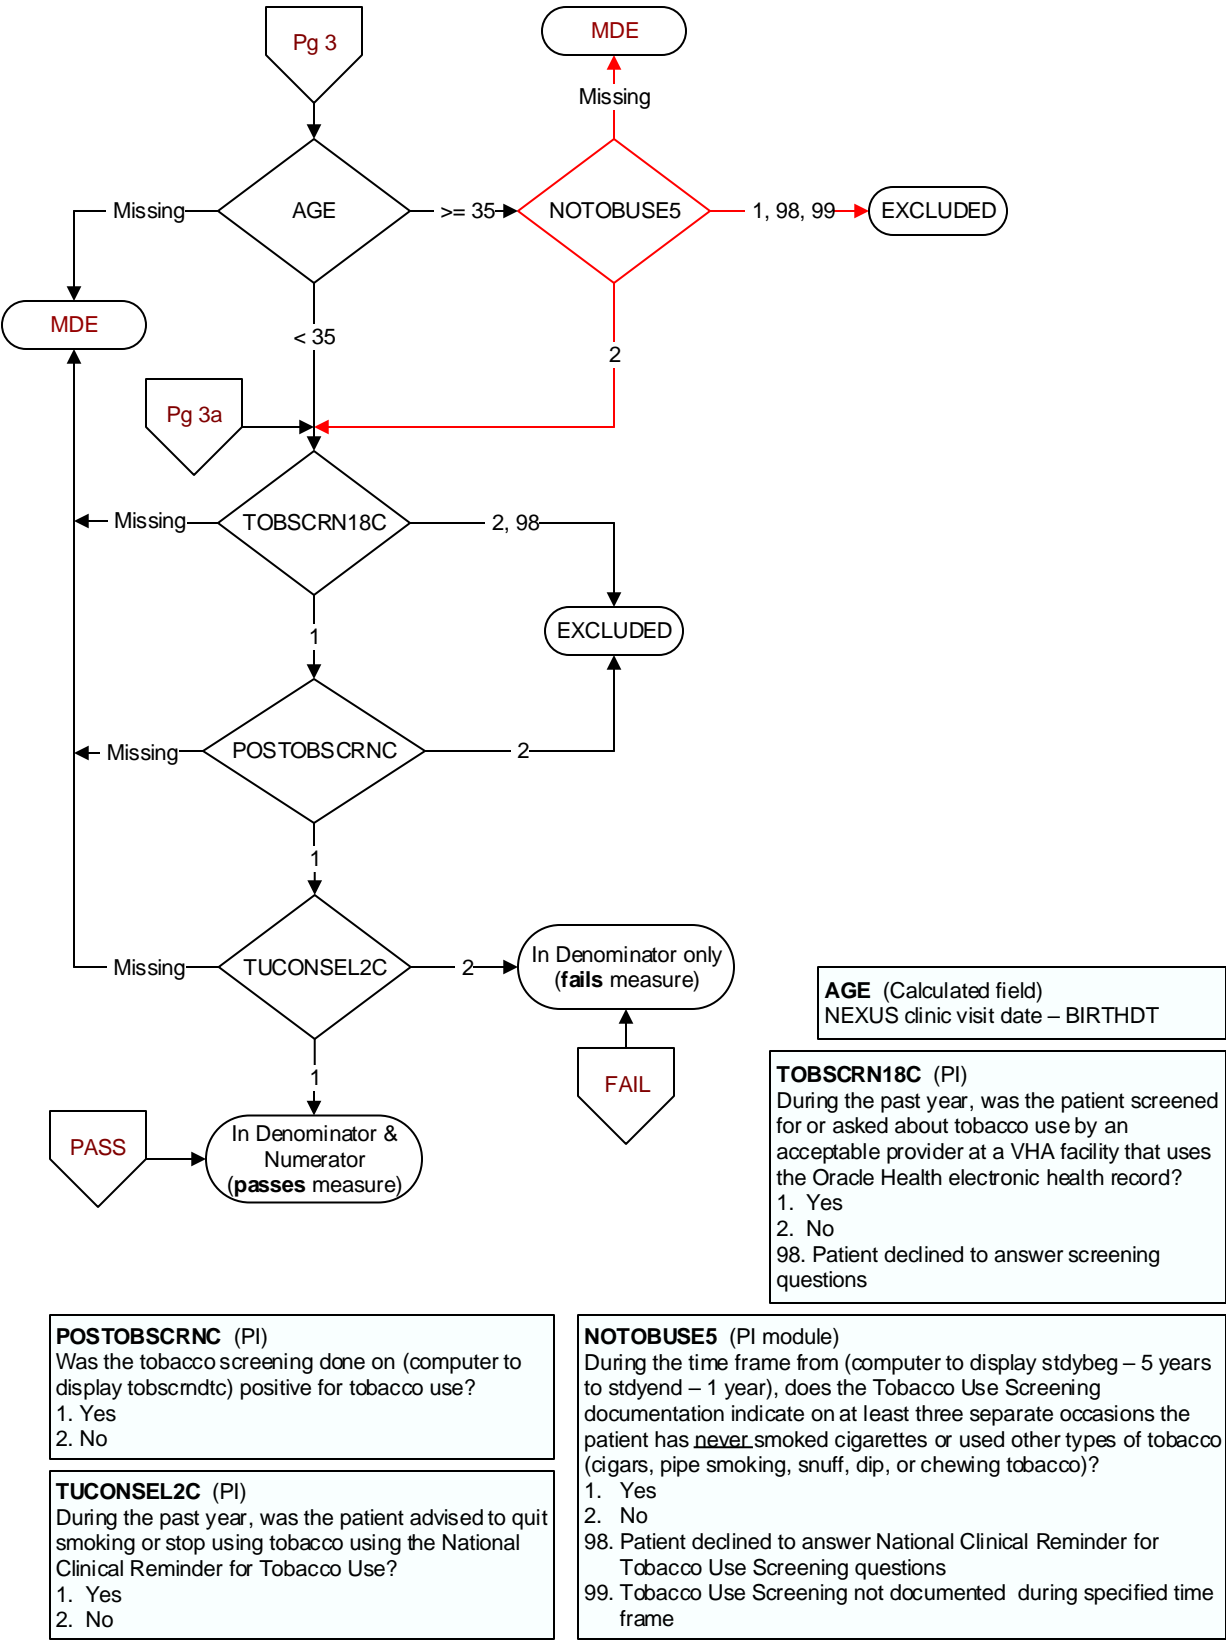 Pg 3
MDE
Missing
Missing
AGE
>= 35
NOTOBUSE5
1, 98, 99
EXCLUDED
MDE
< 35
2
Pg 3a
Missing
TOBSCRN18C
2, 98
1
EXCLUDED
Missing
POSTOBSCRNC
2
1
Missing
TUCONSEL2C
2
In Denominator only
(fails measure)
1
FAIL
PASS
In Denominator &
Numerator
(passes measure)
AGE (Calculated field)
NEXUS clinic visit date – BIRTHDT
TOBSCRN18C (PI)
During the past year, was the patient screened
for or asked about tobacco use by an
acceptable provider at a VHA facility that uses
the Oracle Health electronic health record?
1. Yes
2. No
98. Patient declined to answer screening
questions
POSTOBSCRNC (PI)
Was the tobacco screening done on (computer to
display tobscrndtc) positive for tobacco use?
1. Yes
2. No
TUCONSEL2C (PI)
During the past year, was the patient advised to quit
smoking or stop using tobacco using the National
Clinical Reminder for Tobacco Use?
1. Yes
2. No
NOTOBUSE5 (PI module)
During the time frame from (computer to display stdybeg – 5 years
to stdyend – 1 year), does the Tobacco Use Screening
documentation indicate on at least three separate occasions the
patient has never smoked cigarettes or used other types of tobacco
(cigars, pipe smoking, snuff, dip, or chewing tobacco)?
1. Yes
2. No
98. Patient declined to answer National Clinical Reminder for
Tobacco Use Screening questions
99. Tobacco Use Screening not documented during specified time
frame